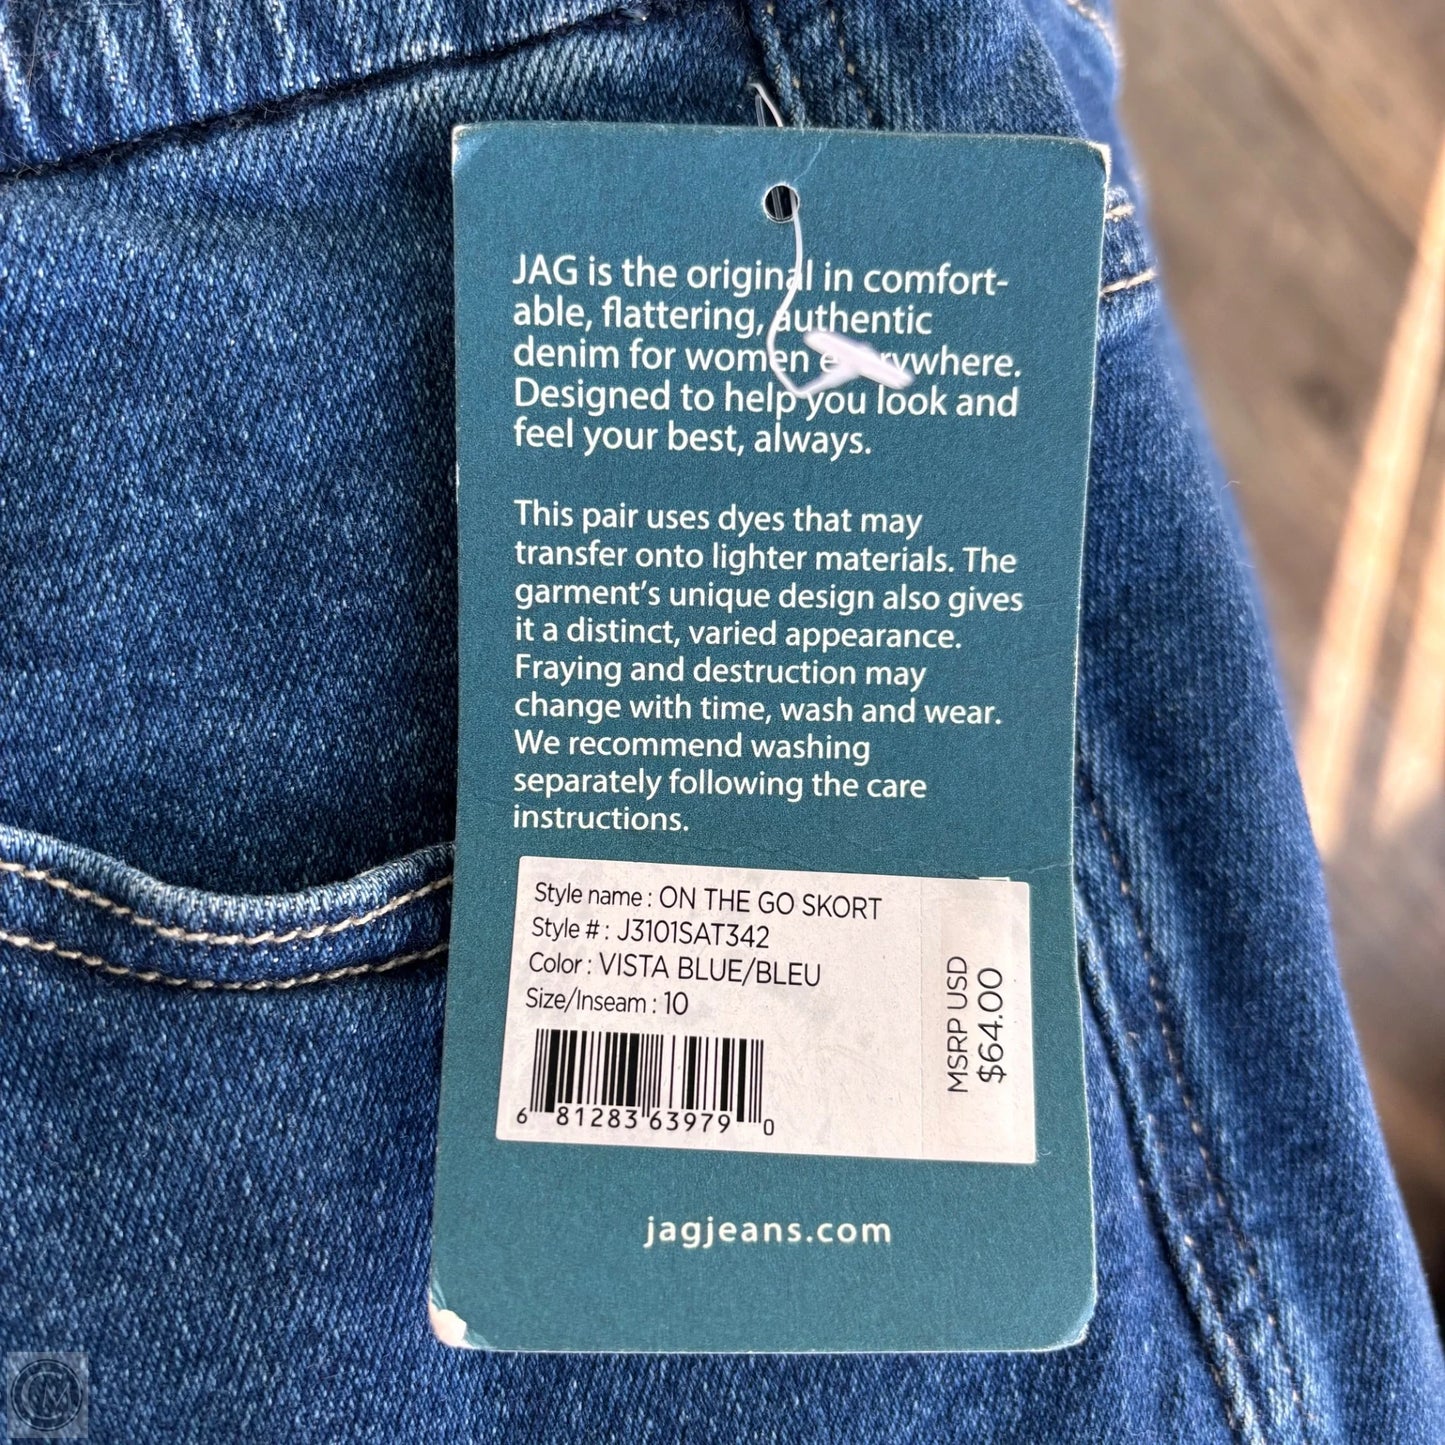 JAG is the original in comfort-
able, flattering, authentic
denim for women everywhere.
Designed to help you look and
feel your best, always.
This pair uses dyes that may
transfer onto lighter materials. The
garment's unique design also gives
it a distinct, varied appearance.
Fraying and destruction may
change with time, wash and wear.
We recommend washing
separately following the care
instructions.
Style name : ON THE GO SKORT
Style # : J3101SAT342
Color : VISTA BLUE/BLEU
Size/Inseam : 10
MSRP USD
$64.00
6 81283 63979 0
jagjeans.com